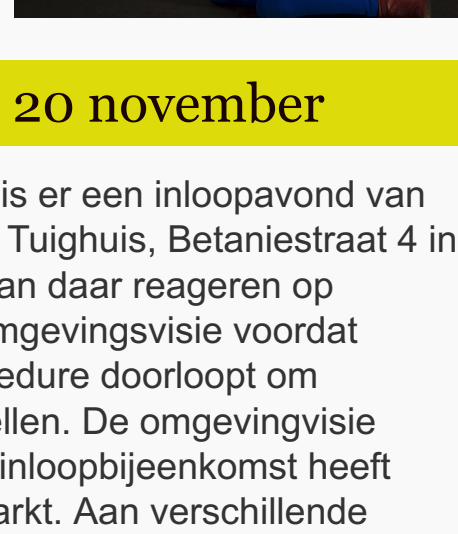 20 november
is er een inloopavond van
Tuighuis, Betaniestraat 4 in
an daar reageren op
mgevingsvisie voordat
edure doorloopt om
llen. De omgevingvisie
inloopbijeenkomst heeft
arkt. Aan verschillende